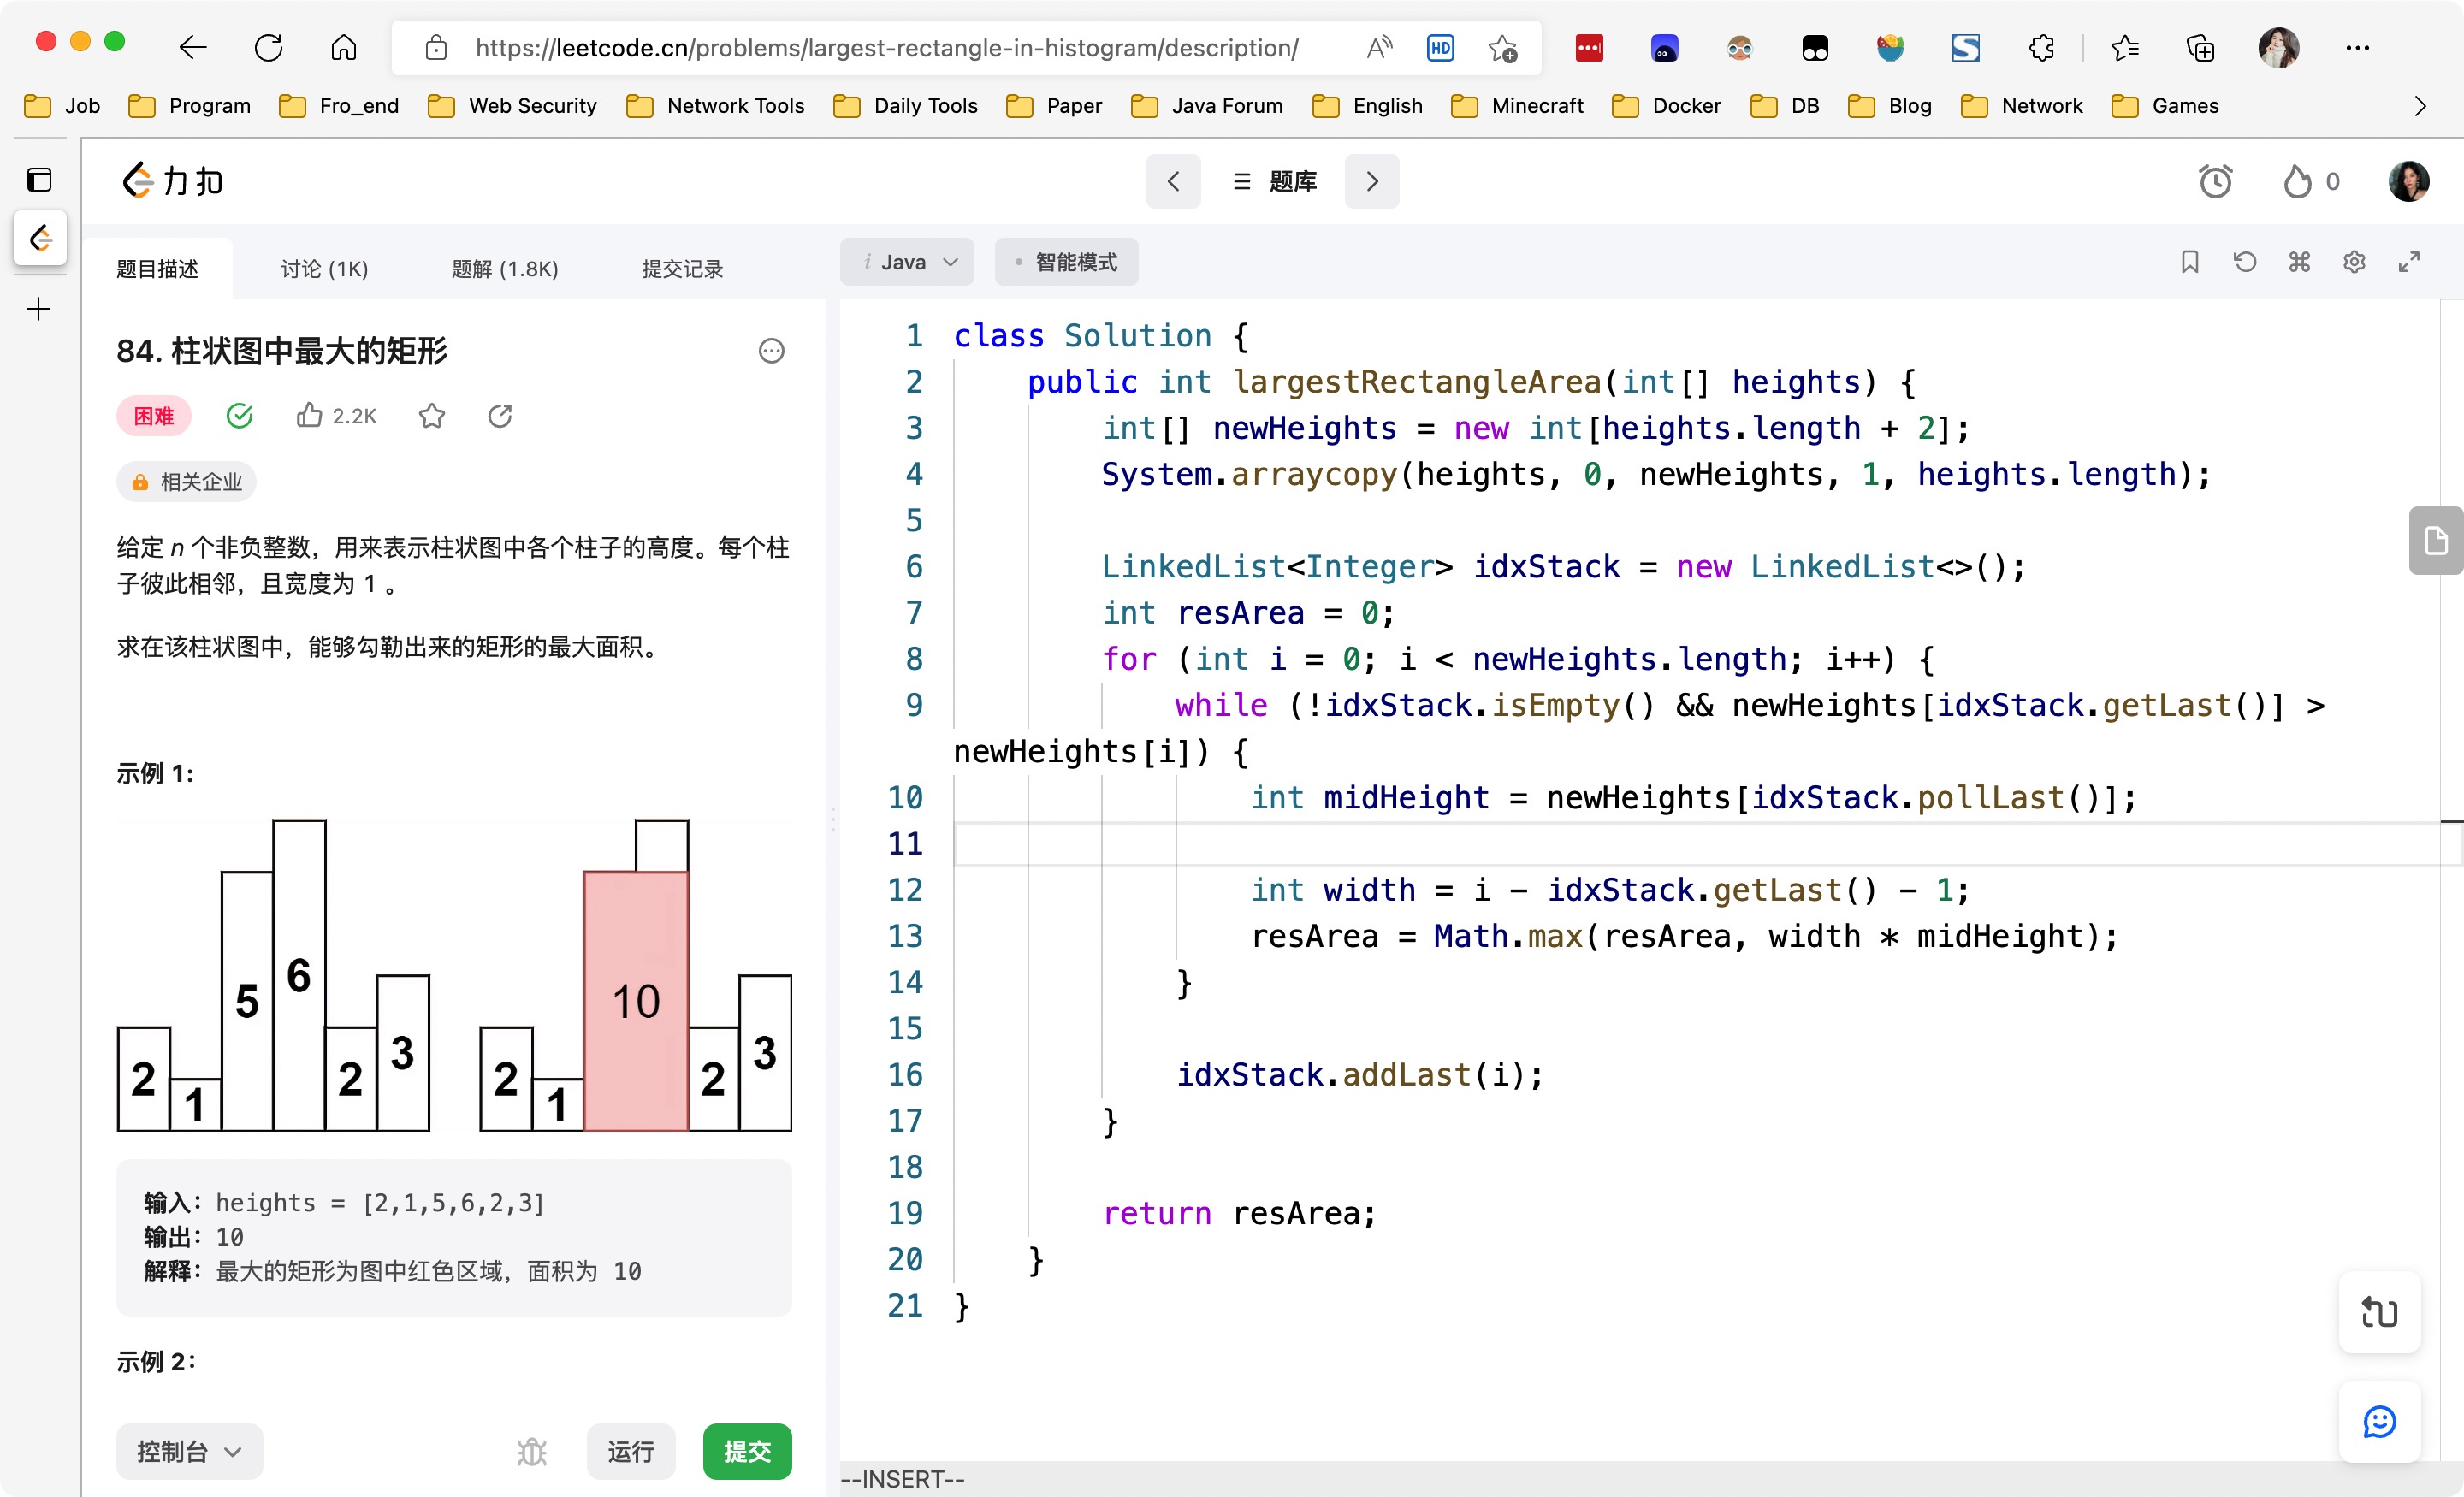 https://leetcode.cn/problems/largest-rectangle-in-histogram/description/
HD
Job Program Fro_end Web Security Network Tools Daily Tools Paper Java Forum English Minecraft Docker DB Blog Network Games
力扣
题库
0
题目描述 讨论 (1K) 题解 (1.8K) 提交记录
84. 柱状图中最大的矩形
困难 2.2K
相关企业
给定 n 个非负整数，用来表示柱状图中各个柱
子彼此相邻，且宽度为 1 。
求在该柱状图中，能够勾勒出来的矩形的最大面积。
示例 1:
2 1 5 6 2 3
2 1 10 2 3
输入：heights = [2,1,5,6,2,3]
输出：10
解释：最大的矩形为图中红色区域，面积为 10
示例 2：
控制台 运行 提交
i Java 智能模式
1 class Solution {
2 public int largestRectangleArea(int[] heights) {
3 int[] newHeights = new int[heights.length + 2];
4 System.arraycopy(heights, 0, newHeights, 1, heights.length);
5
6 LinkedList<Integer> idxStack = new LinkedList<>();
7 int resArea = 0;
8 for (int i = 0; i < newHeights.length; i++) {
9 while (!idxStack.isEmpty() && newHeights[idxStack.getLast()] >
newHeights[i]) {
10 int midHeight = newHeights[idxStack.pollLast()];
11
12 int width = i - idxStack.getLast() - 1;
13 resArea = Math.max(resArea, width * midHeight);
14 }
15
16 idxStack.addLast(i);
17 }
18
19 return resArea;
20 }
21 }
--INSERT--